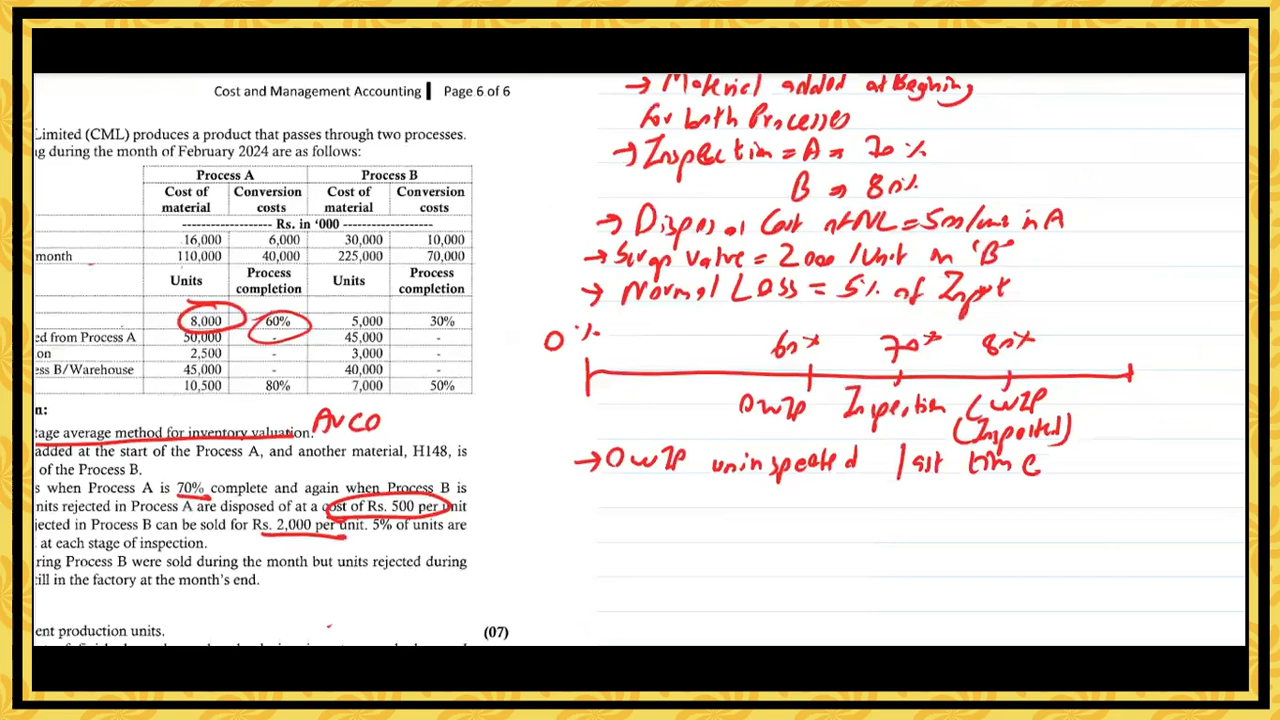 Cost and Management Accounting | Page 6 of 6
Limited (CML) produces a product that passes through two processes.
ng during the month of February 2024 are as follows:
Process A Process B
Cost of material Conversion costs Cost of material Conversion costs
-------------------- Rs. in ‘000 --------------------
16,000 6,000 30,000 10,000
month 110,000 40,000 225,000 70,000
Units Process completion Units Process completion
8,000 60% 5,000 30%
ed from Process A 50,000 - 45,000 -
on 2,500 - 3,000 -
ess B/Warehouse 45,000 - 40,000 -
10,500 80% 7,000 50%
n:
tage average method for inventory valuation.
AVCO
added at the start of the Process A, and another material, H148, is
of the Process B.
s when Process A is 70% complete and again when Process B is
nits rejected in Process A are disposed of at a cost of Rs. 500 per unit
jected in Process B can be sold for Rs. 2,000 per unit. 5% of units are
at each stage of inspection.
ring Process B were sold during the month but units rejected during
till in the factory at the month’s end.
ent production units.
(07)
→ Material added at Begining
for both Processes
→ Inspection = A = 70%
B = 80%
→ Disposal Cost of NL = 500/unit in A
→ Scrap Value = 2000/Unit in "B"
→ Normal Loss = 5% of Input
0% 60% 70% 80%
OWIP Inspection CWIP
(Inspected)
→ OWIP uninspected last time